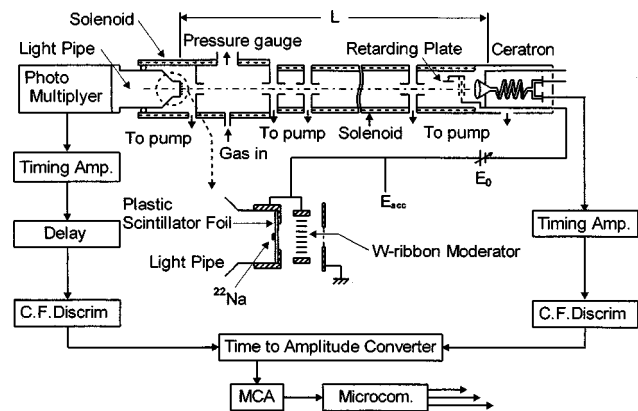 Solenoid
L
Light Pipe
Pressure gauge
Retarding Plate
Ceratron
Photo
Multiplyer
To pump
Gas in
To pump
Solenoid
To pump
E0
Eacc
Timing Amp.
Delay
C.F.Discrim
Plastic
Scintillator Foil
Light Pipe
22Na
W-ribbon Moderator
Timing Amp.
C.F.Discrim
Time to Amplitude Converter
MCA
Microcom.